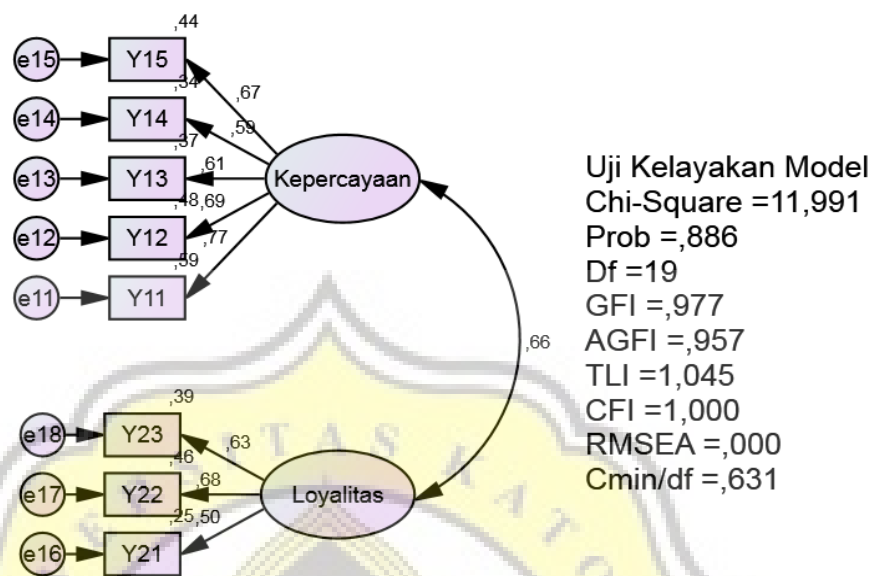 ,44
e15
Y15
,67
,34
e14
Y14
,59
,37
e13
Y13
,61
Kepercayaan
,48
,69
e12
Y12
,77
,59
e11
Y11
,66
,39
e18
Y23
,63
,46
e17
Y22
,68
Loyalitas
,25
,50
e16
Y21
Uji Kelayakan Model
Chi-Square =11,991
Prob =,886
Df =19
GFI =,977
AGFI =,957
TLI =1,045
CFI =1,000
RMSEA =,000
Cmin/df =,631